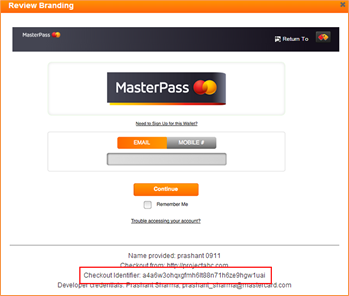 Review Branding
MasterPass
Return To
MasterPass
Need to Sign Up for this Wallet?
EMAIL
MOBILE #
Continue
Remember Me
Trouble accessing your account?
Name provided: prashant 0911
Checkout from: http://projectabc.com
Checkout Identifier: a4a6w3ohqxgfmh6lt88n71h6ze9hgw1uai
Developer Credentials: Prashant Sharma, prashant_sharma@mastercard.com